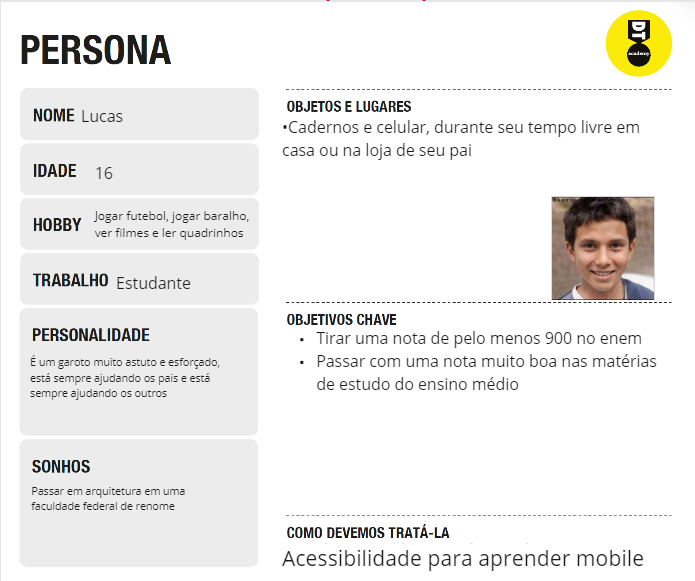 PERSONA
DT
academy
NOME Lucas
IDADE 16
HOBBY Jogar futebol, jogar baralho,
ver filmes e ler quadrinhos
TRABALHO Estudante
PERSONALIDADE
É um garoto muito astuto e esforçado,
está sempre ajudando os pais e está
sempre ajudando os outros
SONHOS
Passar em arquitetura em uma
faculdade federal de renome
OBJETOS E LUGARES
•Cadernos e celular, durante seu tempo livre em
casa ou na loja de seu pai
OBJETIVOS CHAVE
• Tirar uma nota de pelo menos 900 no enem
• Passar com uma nota muito boa nas matérias
de estudo do ensino médio
COMO DEVEMOS TRATÁ-LA
Acessibilidade para aprender mobile